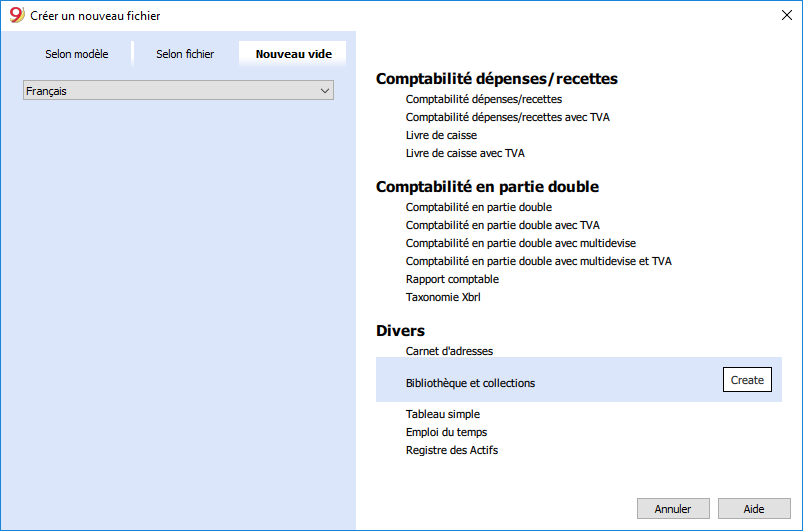 Créer un nouveau fichier
Selon modèle
Selon fichier
Nouveau vide
Français
Comptabilité dépenses/recettes
Comptabilité dépenses/recettes
Comptabilité dépenses/recettes avec TVA
Livre de caisse
Livre de caisse avec TVA
Comptabilité en partie double
Comptabilité en partie double
Comptabilité en partie double avec TVA
Comptabilité en partie double avec multidevise
Comptabilité en partie double avec multidevise et TVA
Rapport comptable
Taxonomie Xbrl
Divers
Carnet d'adresses
Bibliothèque et collections
Create
Tableau simple
Emploi du temps
Registre des Actifs
Annuler
Aide